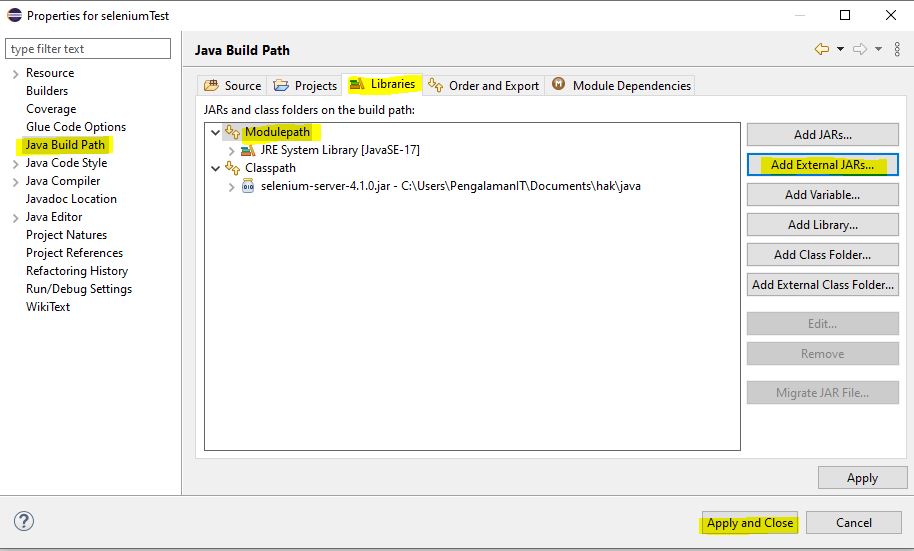 Properties for seleniumTest
type filter text
Resource
Builders
Coverage
Glue Code Options
Java Build Path
Java Code Style
Java Compiler
Javadoc Location
Java Editor
Project Natures
Project References
Refactoring History
Run/Debug Settings
WikiText
Java Build Path
Source Projects Libraries Order and Export Module Dependencies
JARs and class folders on the build path:
Modulepath
JRE System Library [JavaSE-17]
Classpath
selenium-server-4.1.0.jar - C:\Users\PengalamanIT\Documents\hak\java
Add JARs...
Add External JARs...
Add Variable...
Add Library...
Add Class Folder...
Add External Class Folder...
Edit...
Remove
Migrate JAR File...
Apply
Apply and Close Cancel